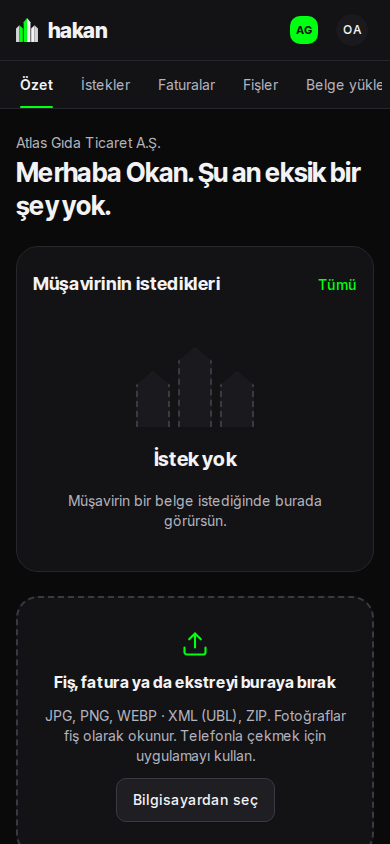 hakan
AG
OA
Özet
İstekler
Faturalar
Fişler
Belge yükle
Atlas Gıda Ticaret A.Ş.
Merhaba Okan. Şu an eksik bir
şey yok.
Müşavirinin istedikleri
Tümü
İstek yok
Müşavirin bir belge istediğinde burada
görürsün.
Fiş, fatura ya da ekstreyi buraya bırak
JPG, PNG, WEBP · XML (UBL), ZIP. Fotoğraflar
fiş olarak okunur. Telefonla çekmek için
uygulamayı kullan.
Bilgisayardan seç